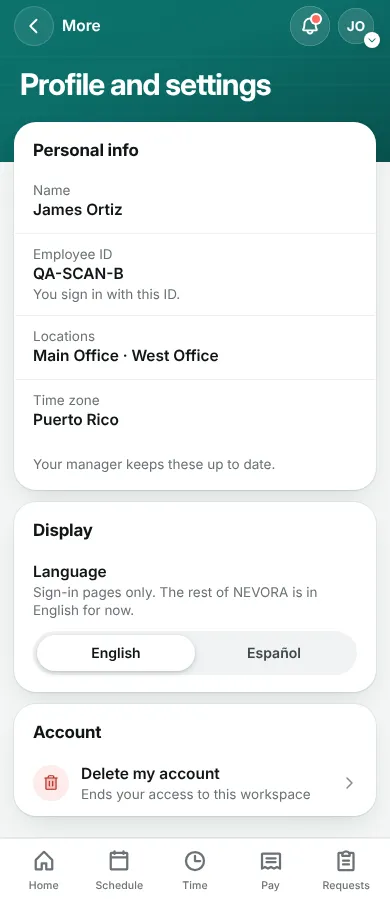 More
JO
Profile and settings
Personal info
Name
James Ortiz
Employee ID
QA-SCAN-B
You sign in with this ID.
Locations
Main Office · West Office
Time zone
Puerto Rico
Your manager keeps these up to date.
Display
Language
Sign-in pages only. The rest of NEVORA is in
English for now.
English
Español
Account
Delete my account
Ends your access to this workspace
Home
Schedule
Time
Pay
Requests